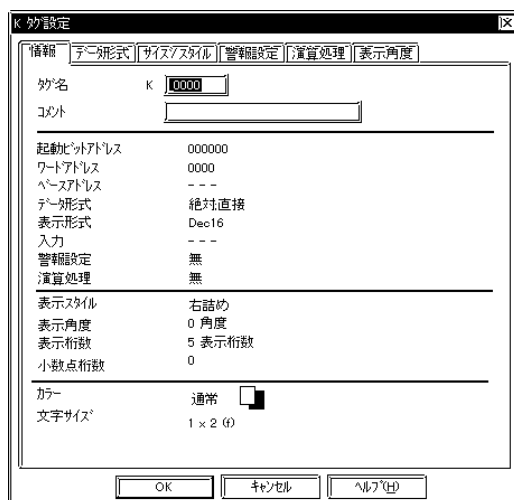 K ﾀｸﾞ設定
情報 ﾃﾞｰﾀ形式 ｻｲｽﾞ/ｽﾀｲﾙ 警報設定 演算処理 表示角度
ﾀｸﾞ名 K 0000
ｺﾒﾝﾄ
起動ﾋﾞｯﾄｱﾄﾞﾚｽ 000000
ﾜｰﾄﾞｱﾄﾞﾚｽ 0000
ﾍﾞｰｽｱﾄﾞﾚｽ - - -
ﾃﾞｰﾀ形式 絶対:直接
表示形式 Dec16
入力 - - -
警報設定 無
演算処理 無
表示ｽﾀｲﾙ 右詰め
表示角度 0 角度
表示桁数 5 表示桁数
小数点桁数 0
ｶﾗｰ 通常
文字ｻｲｽﾞ 1 × 2 (f)
OK ｷｬﾝｾﾙ ﾍﾙﾌﾟ(H)